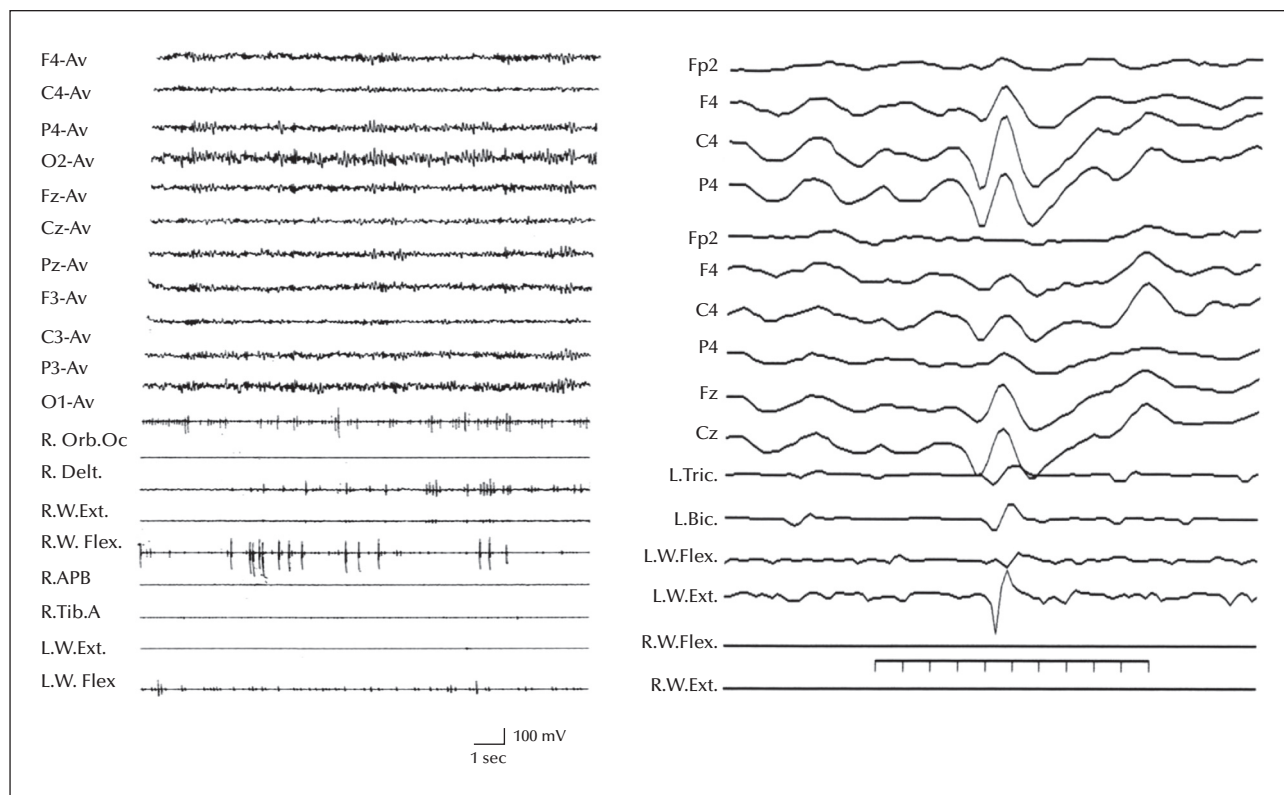 F4-Av
C4-Av
P4-Av
O2-Av
Fz-Av
Cz-Av
Pz-Av
F3-Av
C3-Av
P3-Av
O1-Av
R. Orb.Oc
R. Delt.
R.W.Ext.
R.W. Flex.
R.APB
R.Tib.A
L.W.Ext.
L.W. Flex
100 mV
1 sec
Fp2
F4
C4
P4
Fp2
F4
C4
P4
Fz
Cz
L.Tric.
L.Bic.
L.W.Flex.
L.W.Ext.
R.W.Flex.
R.W.Ext.